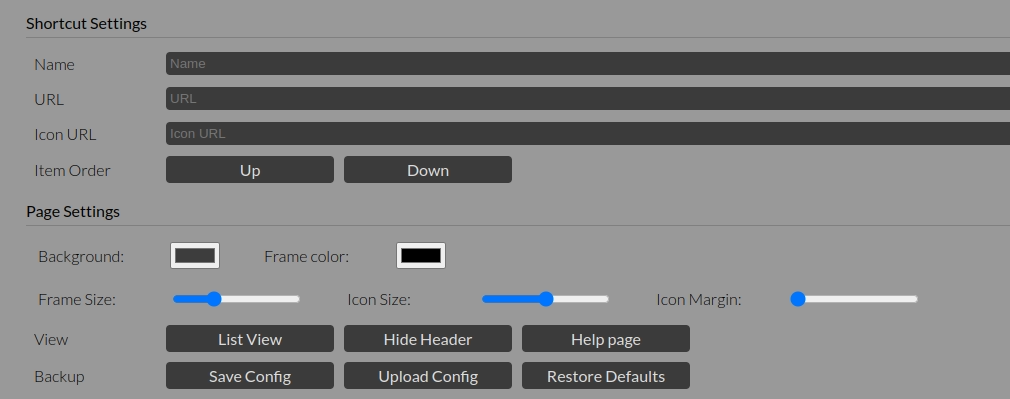 Shortcut Settings
Name Name
URL URL
Icon URL Icon URL
Item Order Up Down
Page Settings
Background: Frame color:
Frame Size: Icon Size: Icon Margin:
View List View Hide Header Help page
Backup Save Config Upload Config Restore Defaults